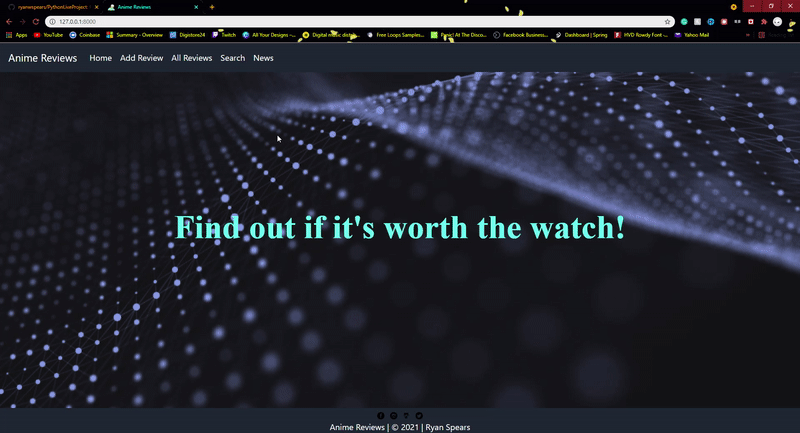 ryanwspears/PythonLiveProject
Anime Reviews
127.0.0.1:8000
Apps YouTube Coinbase Summary - Overview Digistore24 Twitch All Your Designs –... Digital music distri... Free Loops Samples... Panic! At The Disco... Facebook Business... Dashboard | Spring HVD Rowdy Font -... Yahoo Mail
Anime Reviews Home Add Review All Reviews Search News
Find out if it's worth the watch!
Anime Reviews | © 2021 | Ryan Spears